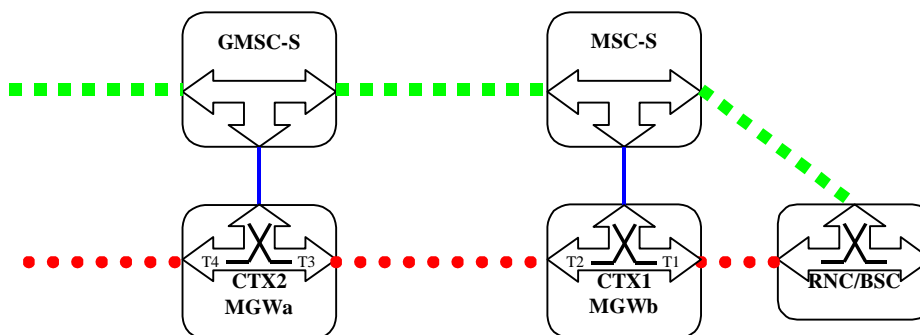 GMSC-S
MSC-S
T4
T3
T2
T1
CTX2
CTX1
RNC/BSC
MGWa
MGWb